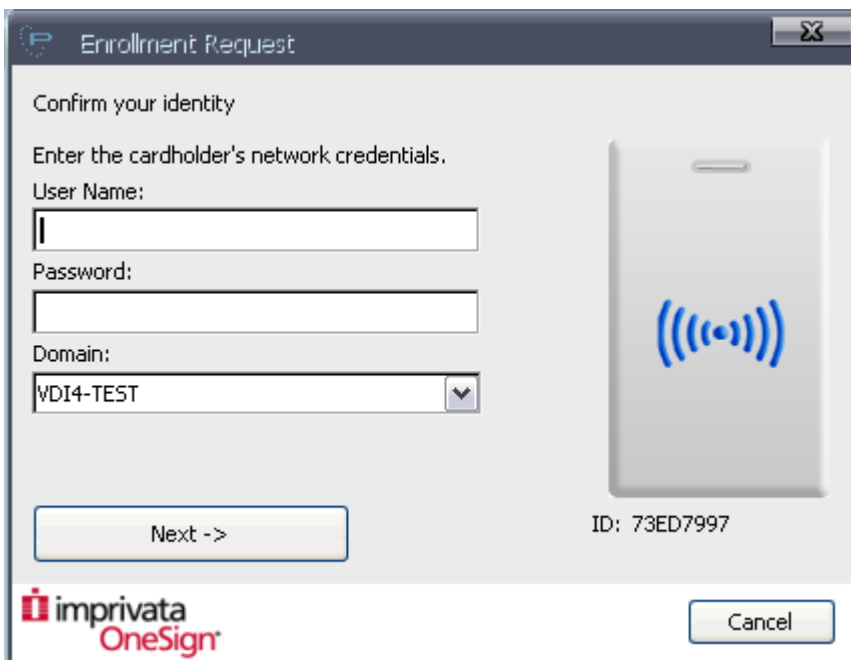 Enrollment Request
Confirm your identity
Enter the cardholder's network credentials.
User Name:
Password:
Domain:
VDI4-TEST
Next ->
ID: 73ED7997
imprivata
OneSign
Cancel